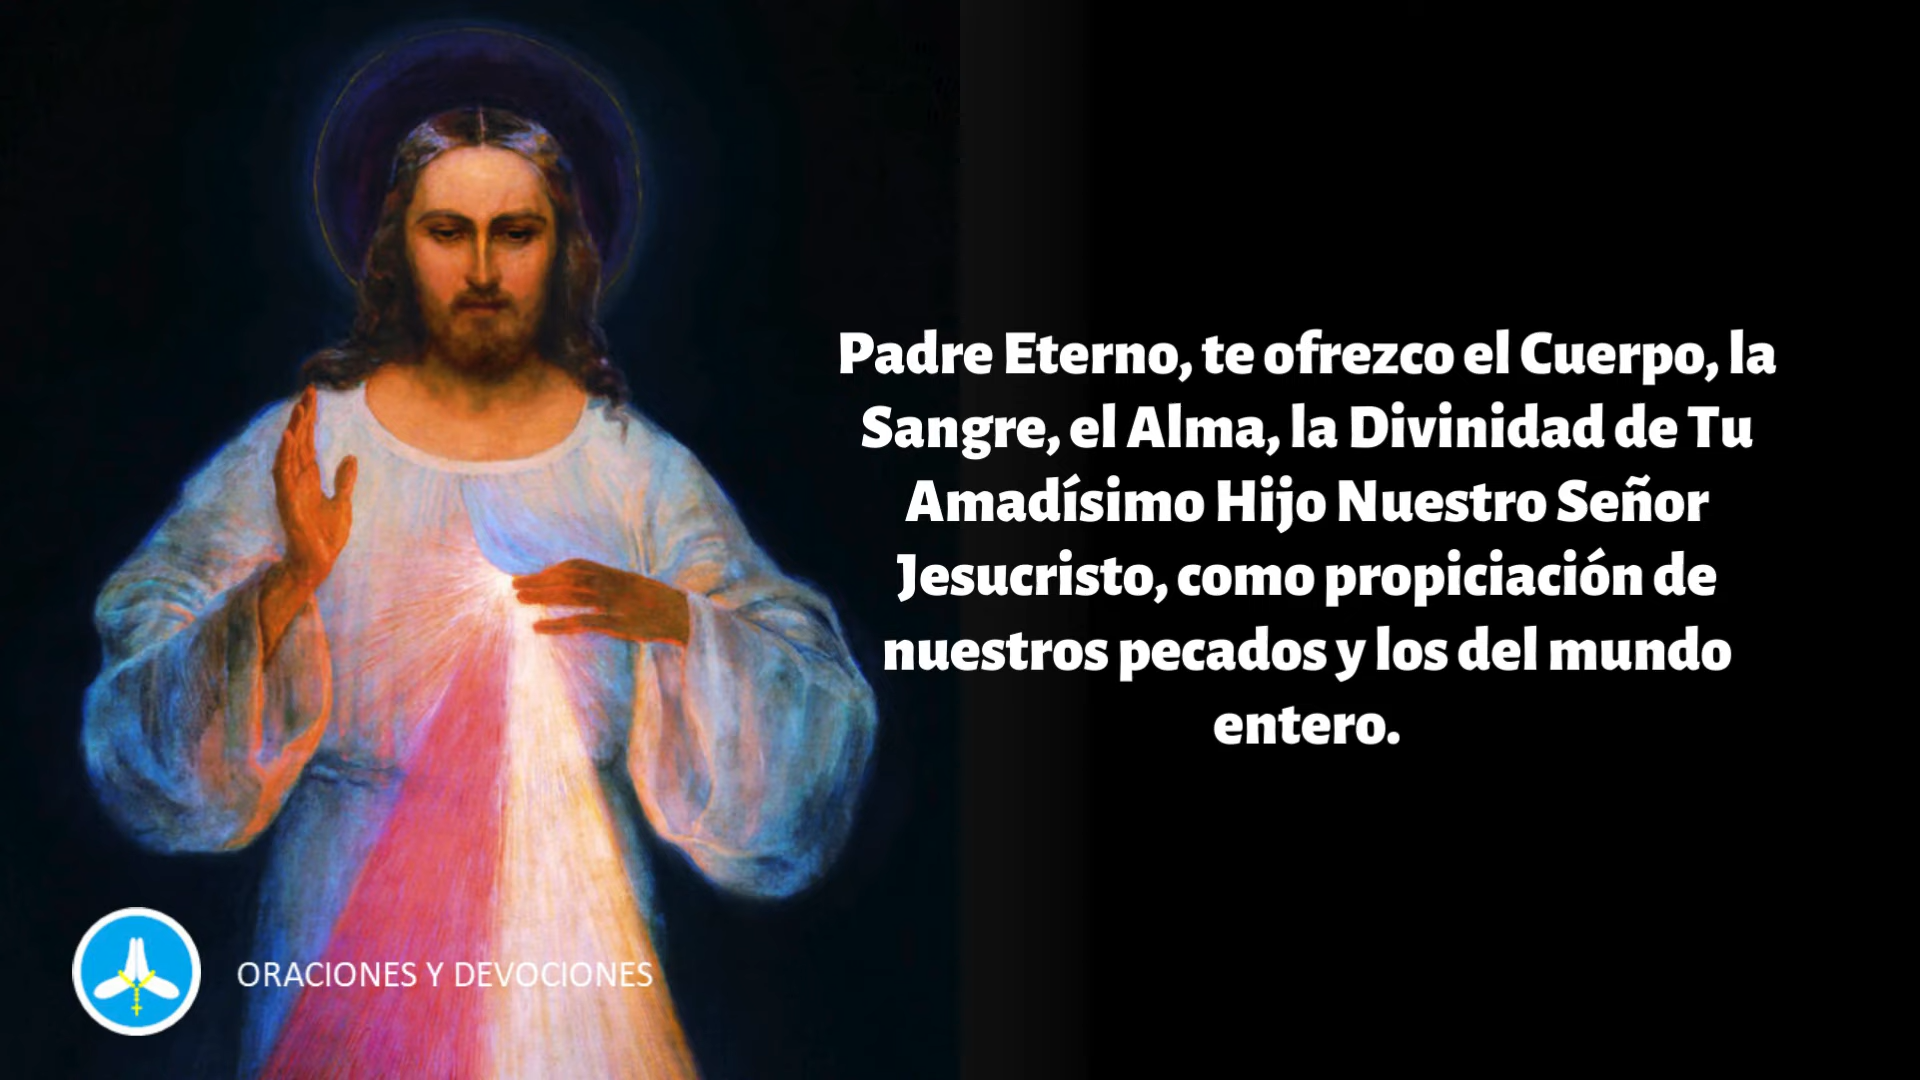 Padre Eterno, te ofrezco el Cuerpo, la
Sangre, el Alma, la Divinidad de Tu
Amadísimo Hijo Nuestro Señor
Jesucristo, como propiciación de
nuestros pecados y los del mundo
entero.
ORACIONES Y DEVOCIONES